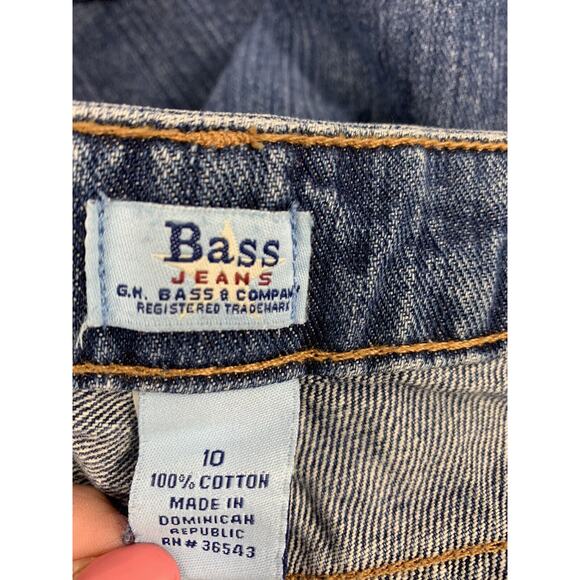 Bass
JEANS
G.H. BASS & COMPANY
REGISTERED TRADEMARK
10
100% COTTON
MADE IN
DOMINICAN
REPUBLIC
RN# 36543